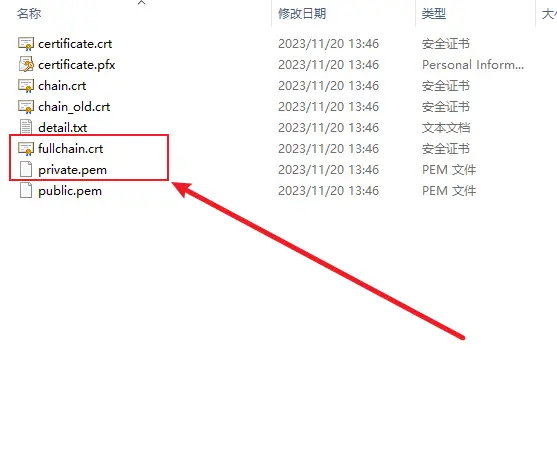 名称 修改日期 类型 大
certificate.crt 2023/11/20 13:46 安全证书
certificate.pfx 2023/11/20 13:46 Personal Inform...
chain.crt 2023/11/20 13:46 安全证书
chain_old.crt 2023/11/20 13:46 安全证书
detail.txt 2023/11/20 13:46 文本文档
fullchain.crt 2023/11/20 13:46 安全证书
private.pem 2023/11/20 13:46 PEM 文件
public.pem 2023/11/20 13:46 PEM 文件